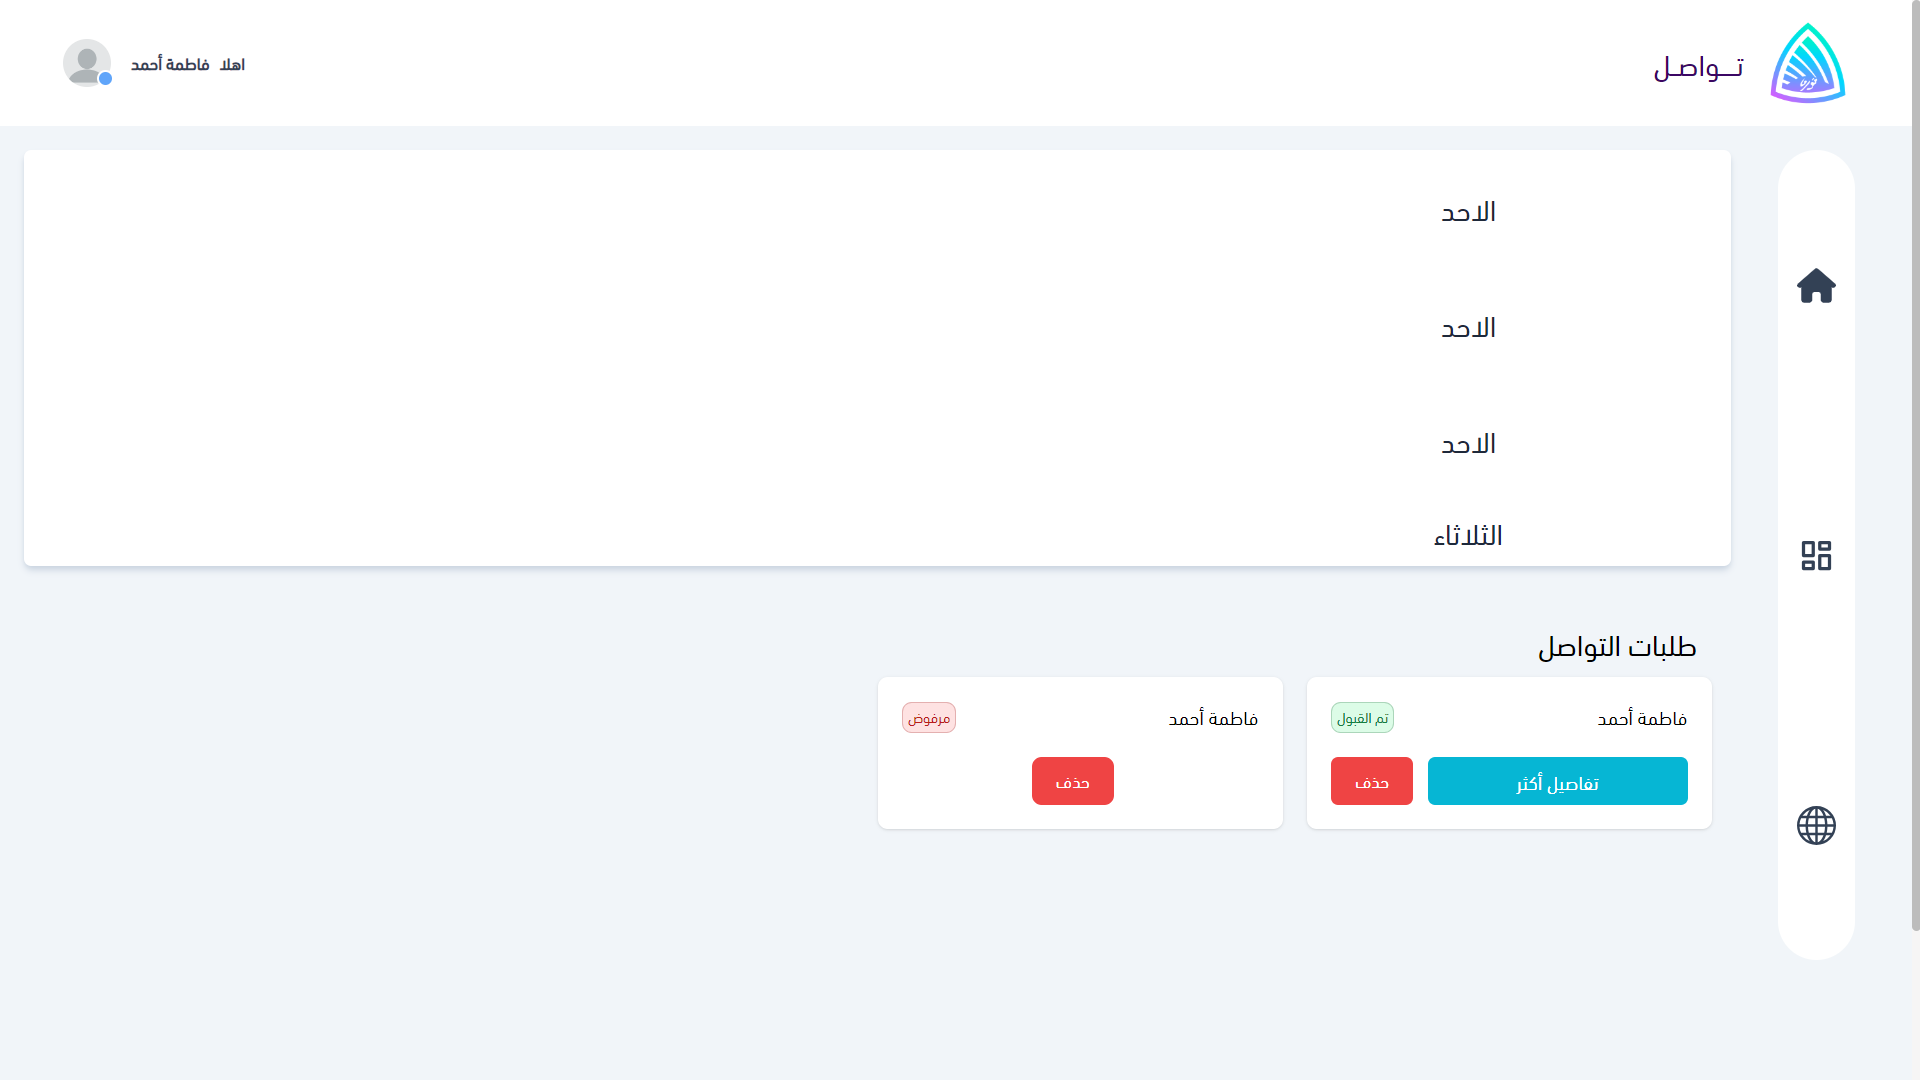 تـــواصـل
اهلا فاطمة أحمد
الاحد
الاحد
الاحد
الثلاثاء
طلبات التواصل
فاطمة أحمد
تم القبول
تفاصيل أكثر
حذف
فاطمة أحمد
مرفوض
حذف